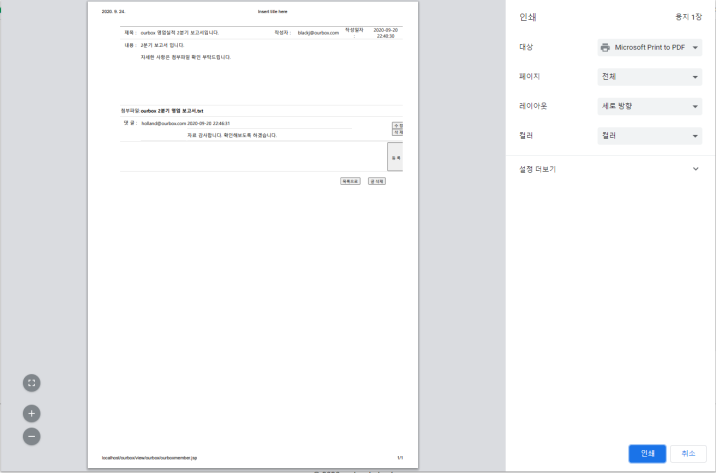 2020. 9. 24.
Insert title here
제목 : ourbox 영업실적 2분기 보고서입니다.
작성자 : blackj@ourbox.com
작성일자 : 2020-09-20 22:46:30
내용 : 2분기 보고서 입니다.
자세한 사항은 첨부파일 확인 부탁드립니다.
첨부파일 ourbox 2분기 영업 보고서.txt
댓글 : holland@ourbox.com 2020-09-20 22:46:31
자료 감사합니다. 확인해보도록 하겠습니다.
등록
목록으로 글삭제
localhost/ourbox/view/ourbox/ourboxmember.jsp
1/1
인쇄
용지 1장
대상
Microsoft Print to PDF
페이지
전체
레이아웃
세로 방향
컬러
컬러
설정 더보기
인쇄
취소